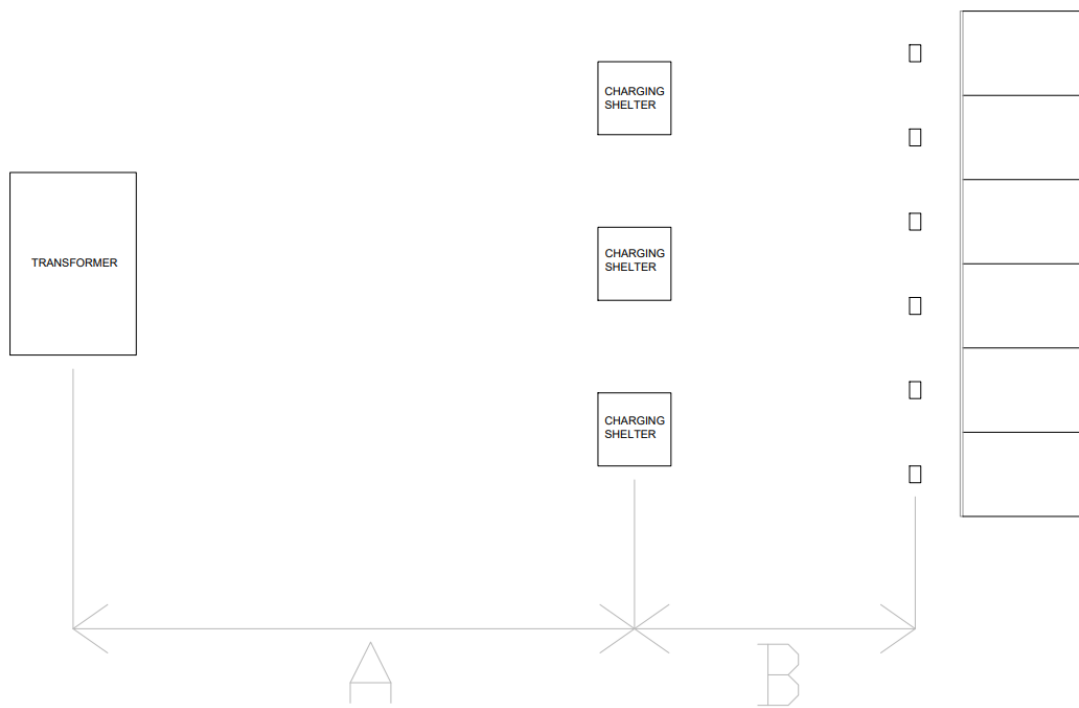 CHARGING
SHELTER
TRANSFORMER
CHARGING
SHELTER
CHARGING
SHELTER
A
B